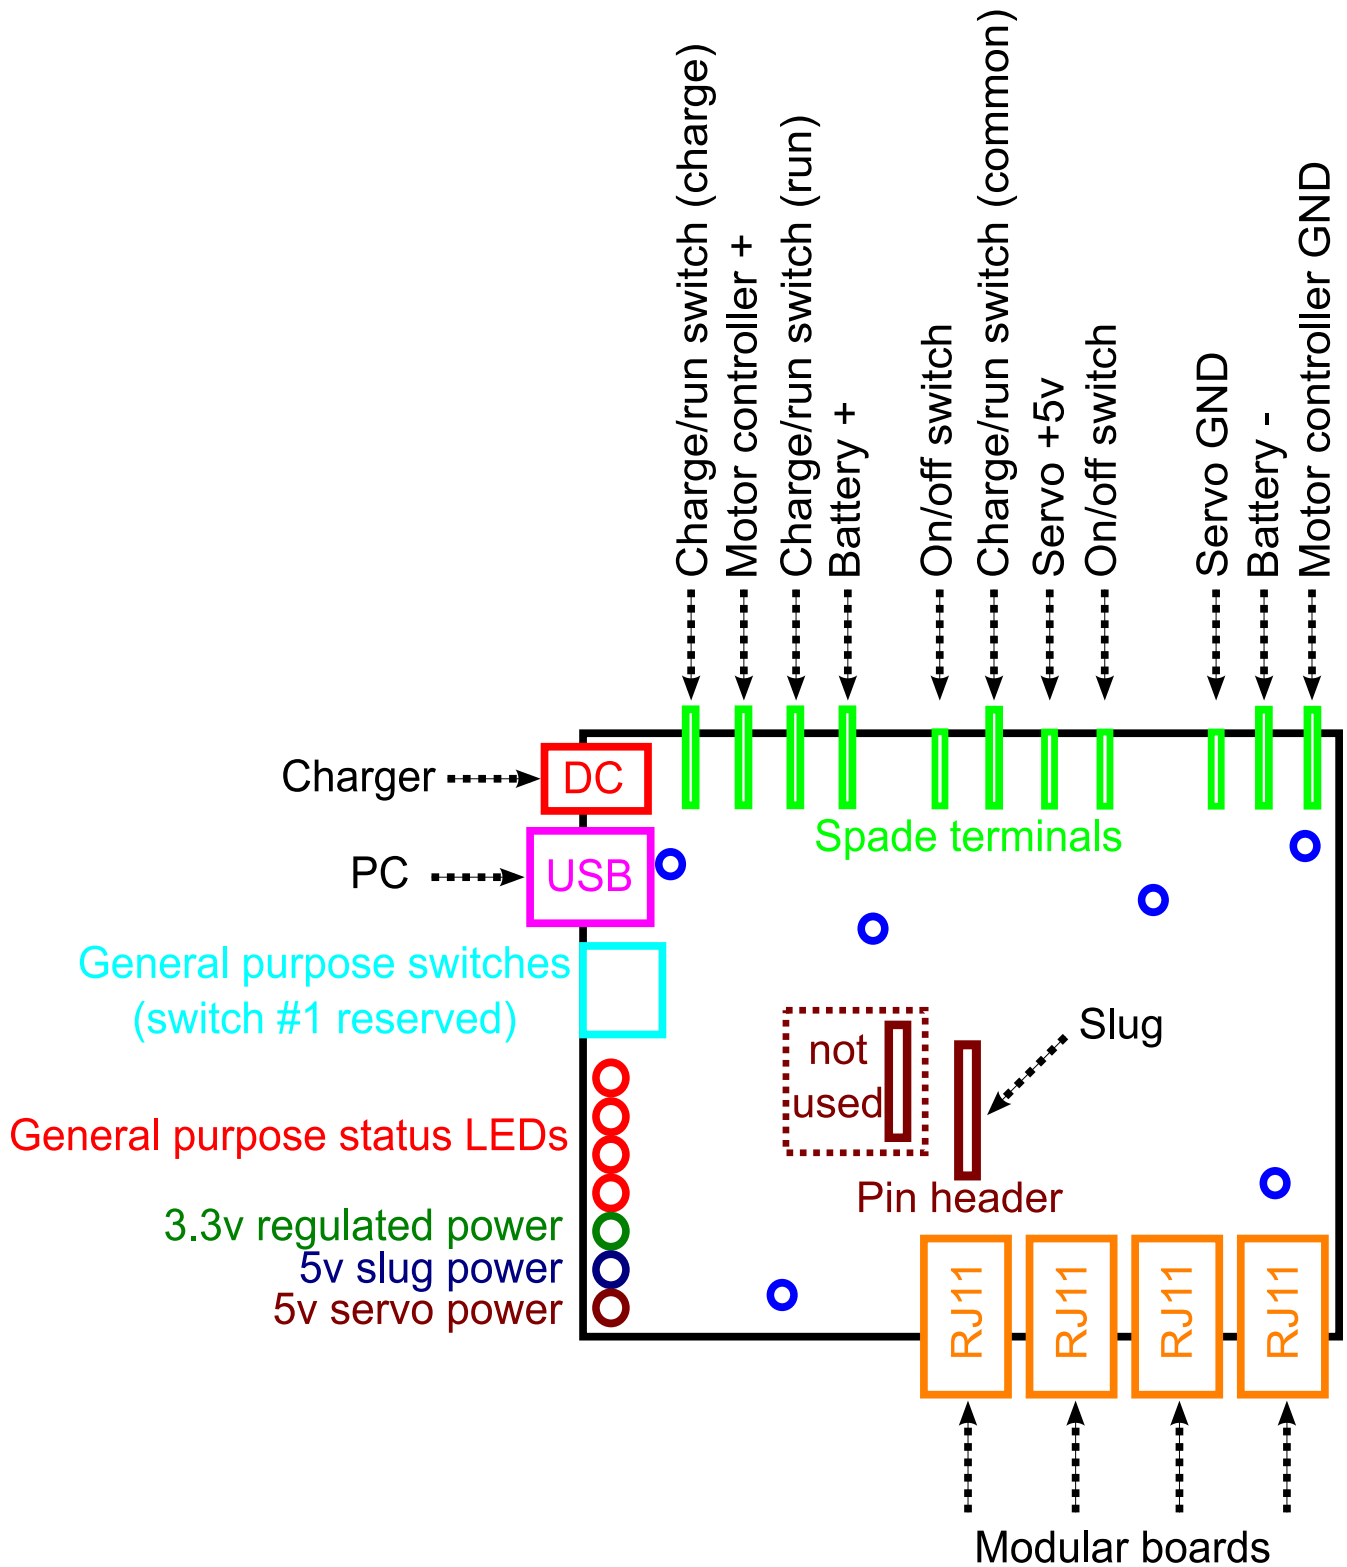 Charge/run switch (charge)
Motor controller +
Charge/run switch (run)
Battery +
On/off switch
Charge/run switch (common)
Servo +5v
On/off switch
Servo GND
Battery -
Motor controller GND
Charger
DC
Spade terminals
PC
USB
General purpose switches
(switch #1 reserved)
not
used
Slug
Pin header
General purpose status LEDs
3.3v regulated power
5v slug power
5v servo power
RJ11
RJ11
RJ11
RJ11
Modular boards